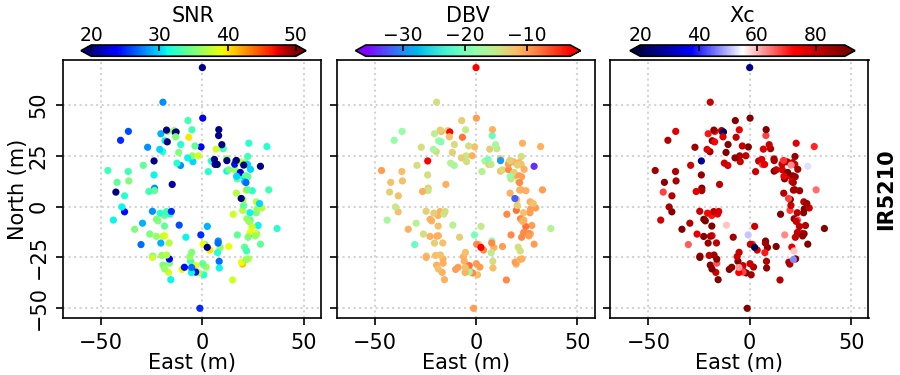 SNR DBV Xc
20 30 40 50 −30 −20 −10 20 40 60 80
50
25
0
−25
−50
North (m)
IR5210
−50 0 50 −50 0 50 −50 0 50
East (m) East (m) East (m)